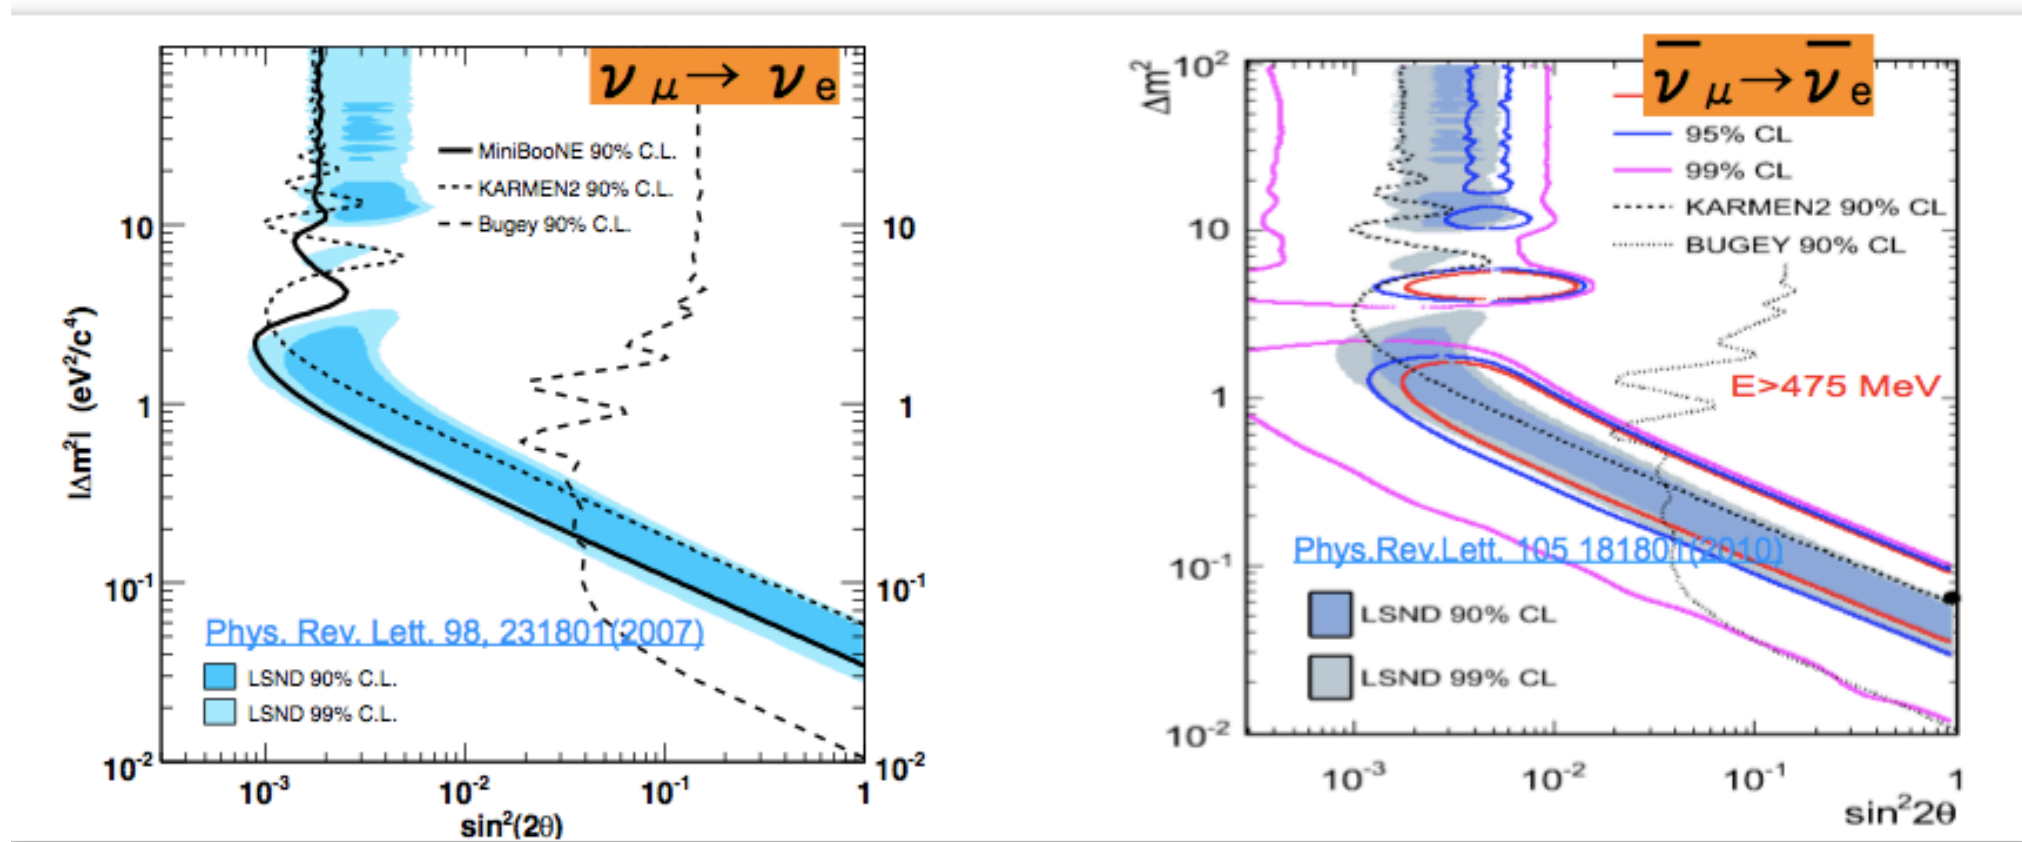 ν μ → ν e
MiniBooNE 90% C.L.
KARMEN2 90% C.L.
Bugey 90% C.L.
10
1
10⁻¹
10⁻²
|Δm²| (eV²/c⁴)
10
1
10⁻¹
10⁻²
Phys. Rev. Lett. 98, 231801(2007)
LSND 90% C.L.
LSND 99% C.L.
10⁻³ 10⁻² 10⁻¹ 1
sin²(2θ)
ν̅ μ → ν̅ e
Δm²
10²
10
1
10⁻¹
10⁻²
95% CL
99% CL
KARMEN2 90% CL
BUGEY 90% CL
E>475 MeV
Phys.Rev.Lett. 105 181801(2010)
LSND 90% CL
LSND 99% CL
10⁻³ 10⁻² 10⁻¹ 1
sin²2θ